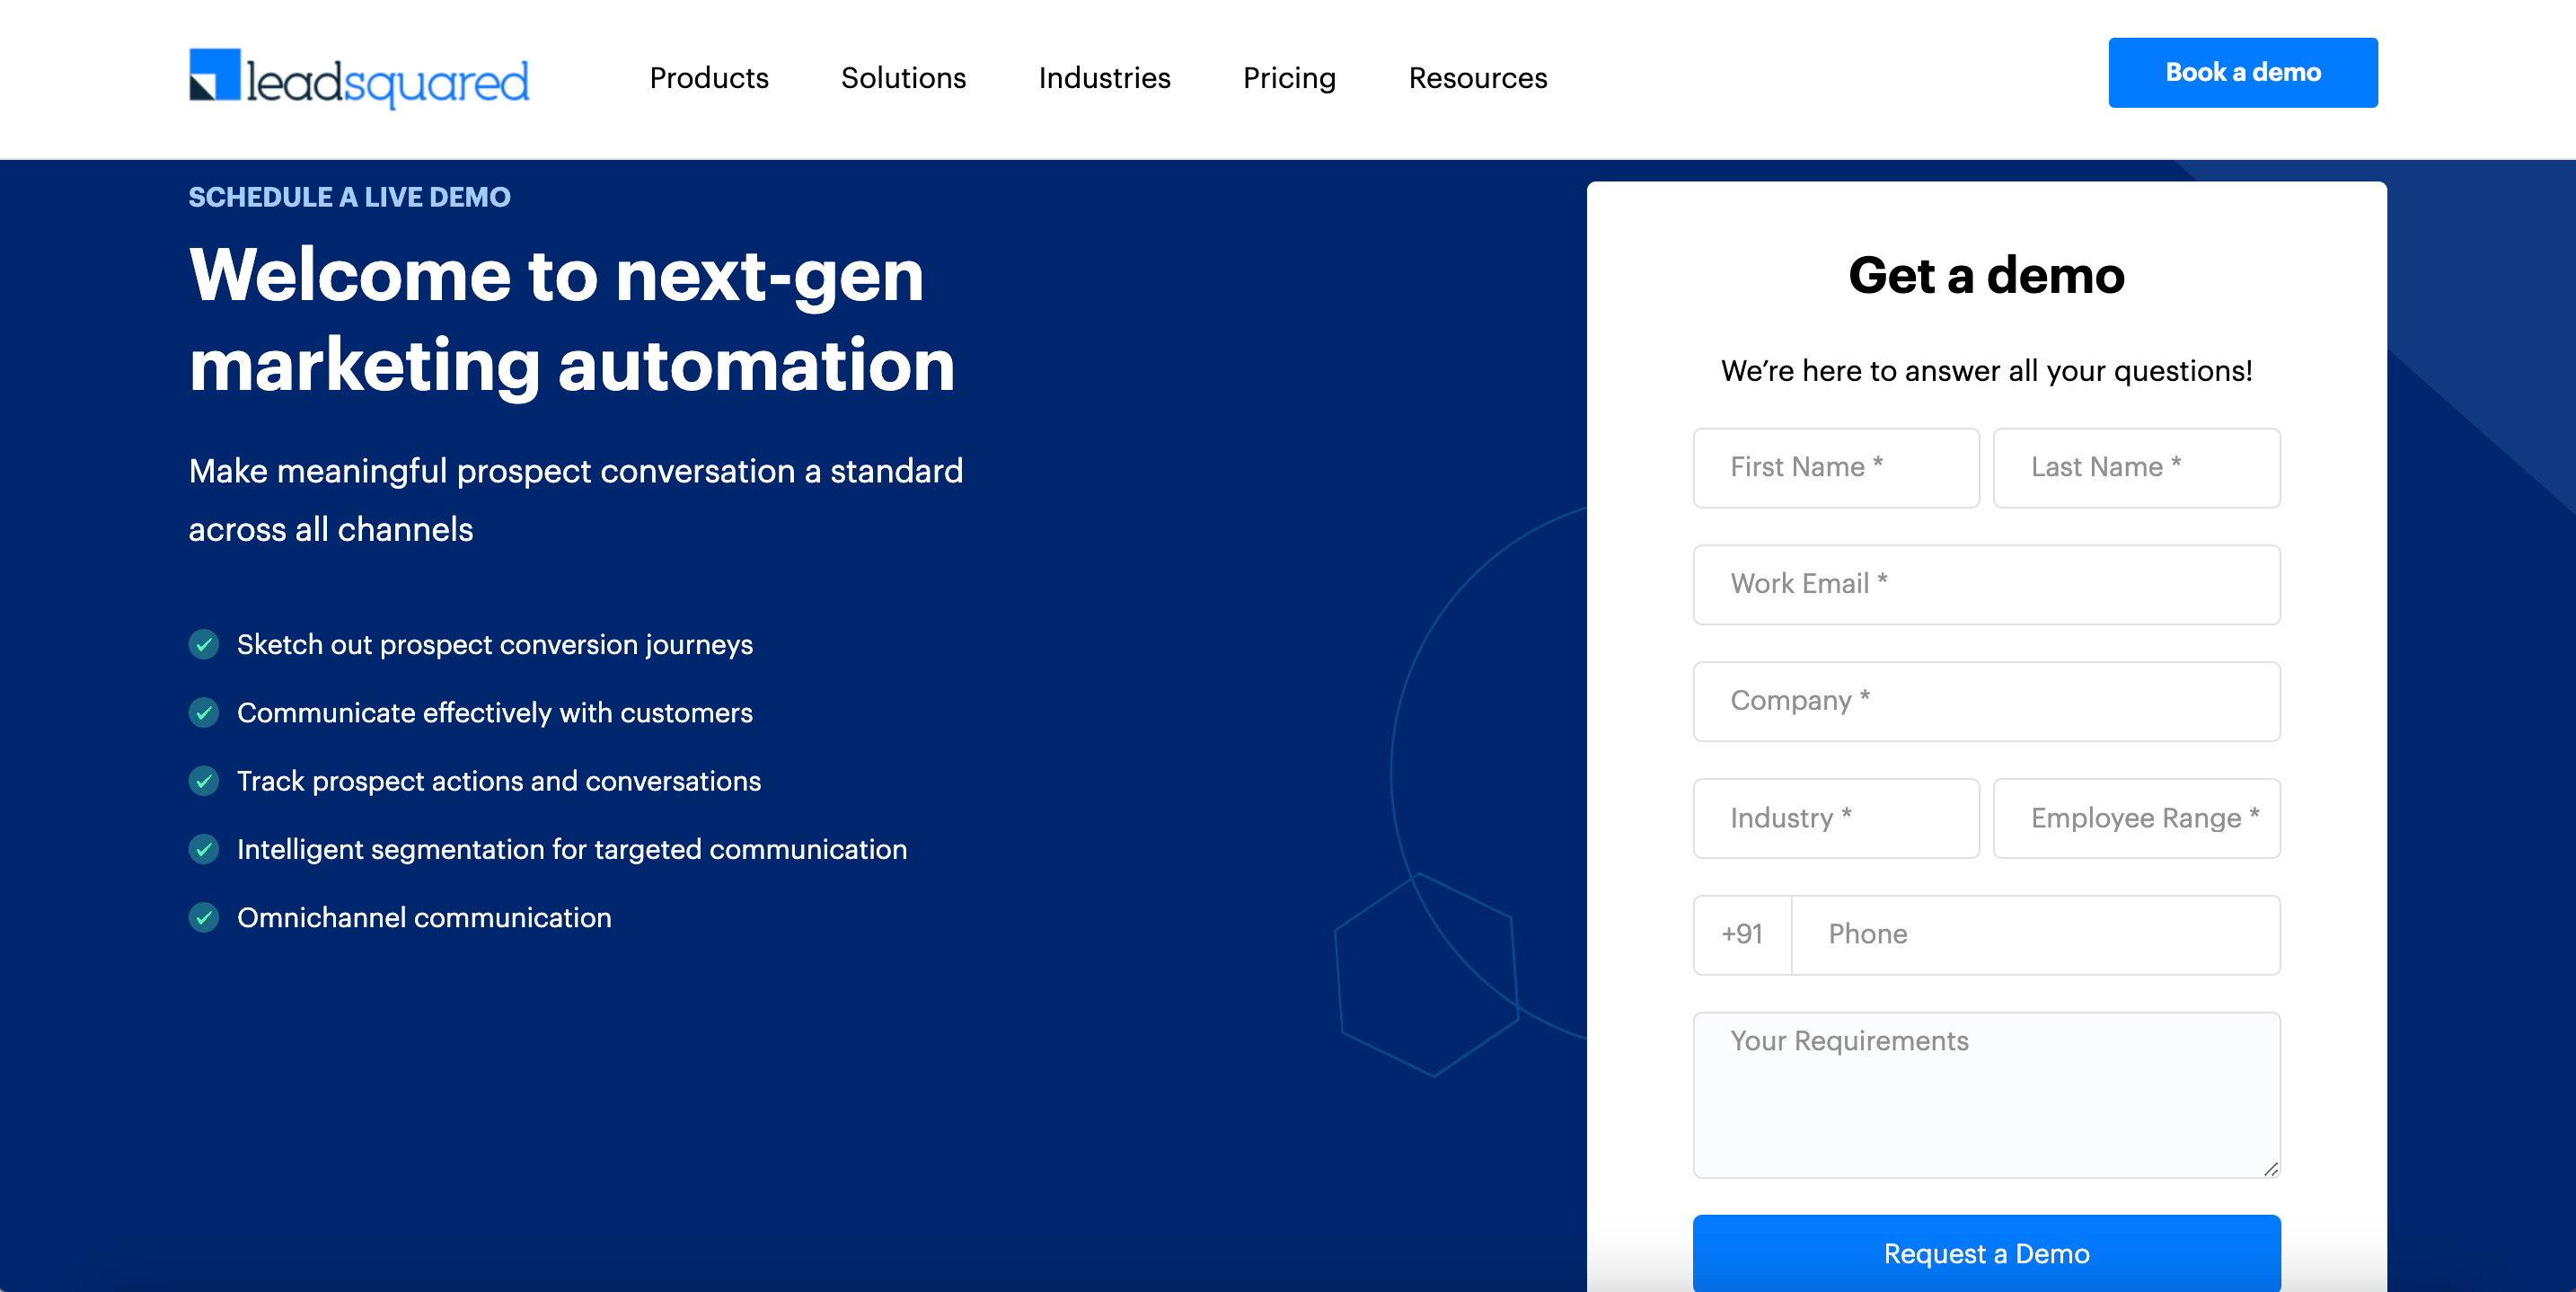 leadsquared
Products
Solutions
Industries
Pricing
Resources
Book a demo
SCHEDULE A LIVE DEMO
Welcome to next-gen
marketing automation
Make meaningful prospect conversation a standard
across all channels
Sketch out prospect conversion journeys
Communicate effectively with customers
Track prospect actions and conversations
Intelligent segmentation for targeted communication
Omnichannel communication
Get a demo
We’re here to answer all your questions!
First Name *
Last Name *
Work Email *
Company *
Industry *
Employee Range *
+91
Phone
Your Requirements
Request a Demo